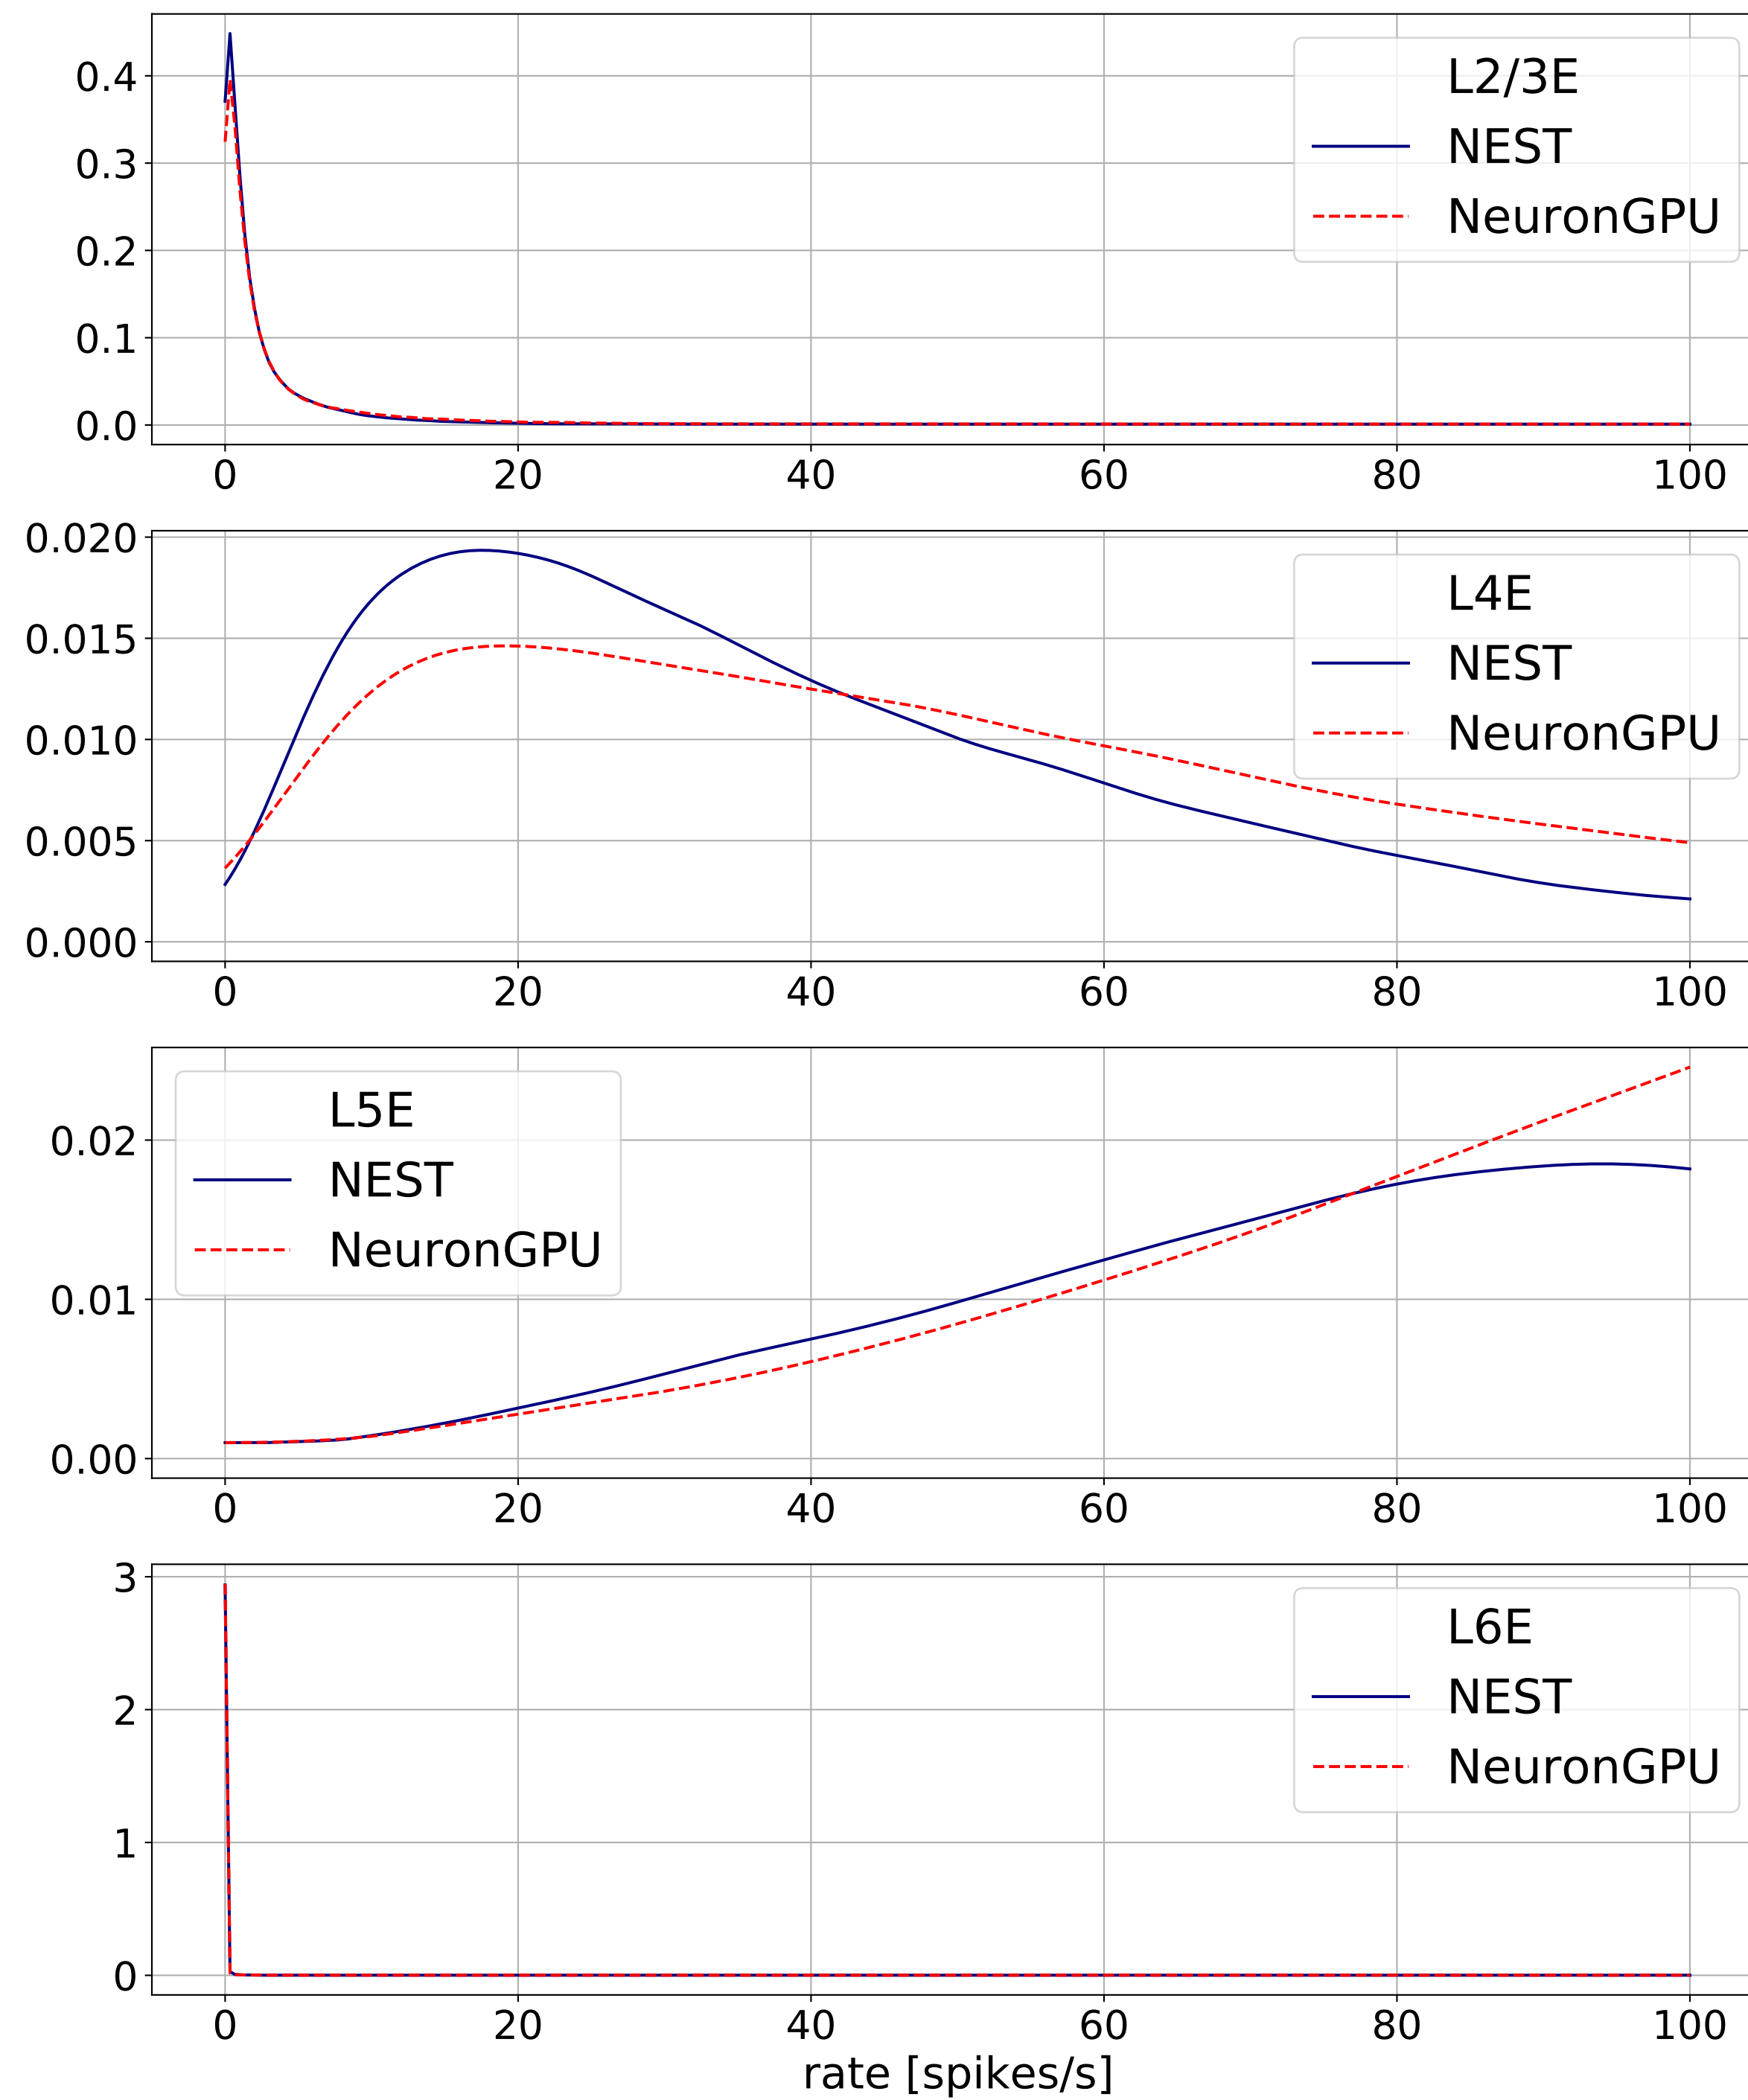 0.4
0.3
0.2
0.1
0.0
L2/3E
NEST
NeuronGPU
0 20 40 60 80 100
0.020
0.015
0.010
0.005
0.000
L4E
NEST
NeuronGPU
0 20 40 60 80 100
0.02
0.01
0.00
L5E
NEST
NeuronGPU
0 20 40 60 80 100
3
2
1
0
L6E
NEST
NeuronGPU
0 20 40 60 80 100
rate [spikes/s]